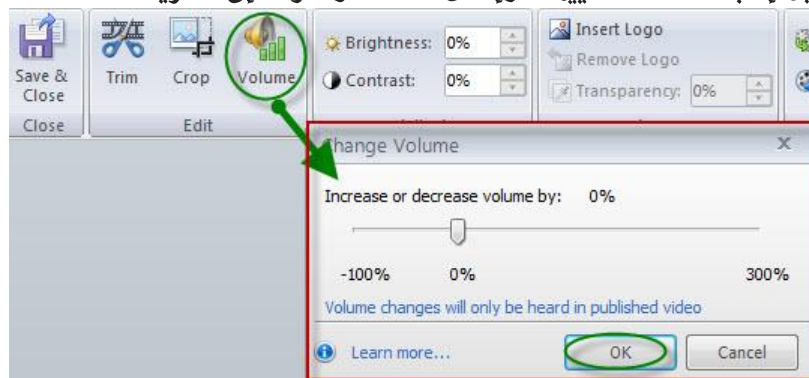 Brightness: 0%
Contrast: 0%
Insert Logo
Remove Logo
Transparency: 0%
Save & Close
Trim
Crop
Volume
Close
Edit
Change Volume
x
Increase or decrease volume by: 0%
-100% 0% 300%
Volume changes will only be heard in published video
Learn more...
OK
Cancel